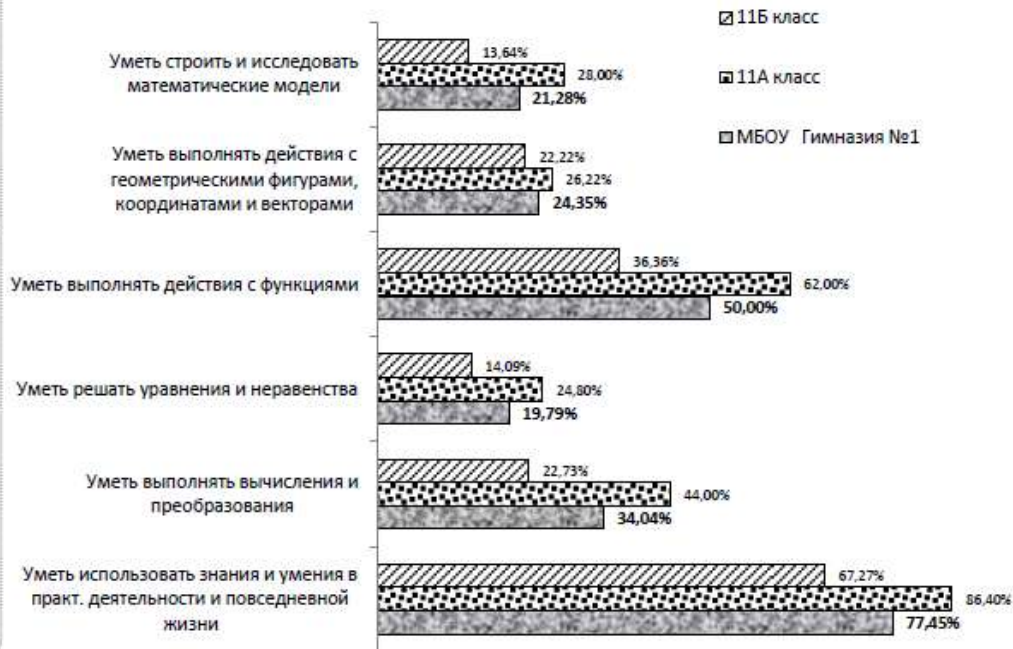 11Б класс
11А класс
МБОУ Гимназия №1
Уметь строить и исследовать
математические модели
13,64%
28,00%
21,28%
Уметь выполнять действия с
геометрическими фигурами,
координатами и векторами
22,22%
26,22%
24,35%
Уметь выполнять действия с функциями
36,36%
62,00%
50,00%
Уметь решать уравнения и неравенства
14,09%
24,80%
19,79%
Уметь выполнять вычисления и
преобразования
22,73%
44,00%
34,04%
Уметь использовать знания и умения в
практ. деятельности и повседневной
жизни
67,27%
86,40%
77,45%